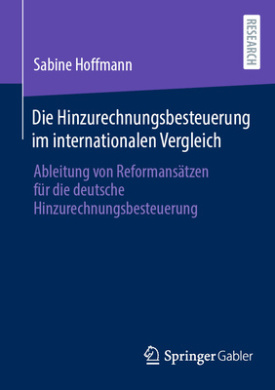 RESEARCH
Sabine Hoffmann
Die Hinzurechnungsbesteuerung
im internationalen Vergleich
Ableitung von Reformansätzen
für die deutsche
Hinzurechnungsbesteuerung
Springer Gabler